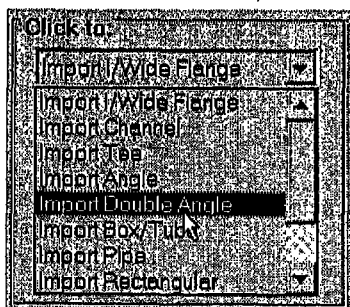 Click to:
Import I/Wide Flange
Import I/Wide Flange
Import Channel
Import Tee
Import Angle
Import Double Angle
Import Box/Tube
Import Pipe
Import Rectangular